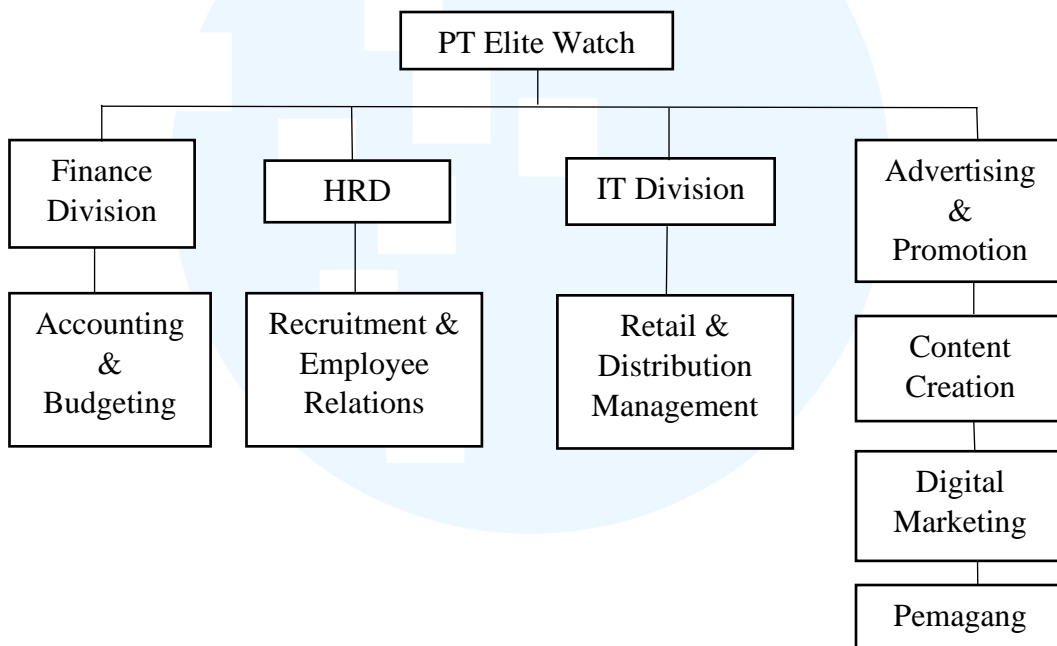 PT Elite Watch
Finance
Division
HRD
IT Division
Advertising
&
Promotion
Accounting
&
Budgeting
Recruitment &
Employee
Relations
Retail &
Distribution
Management
Content
Creation
Digital
Marketing
Pemagang